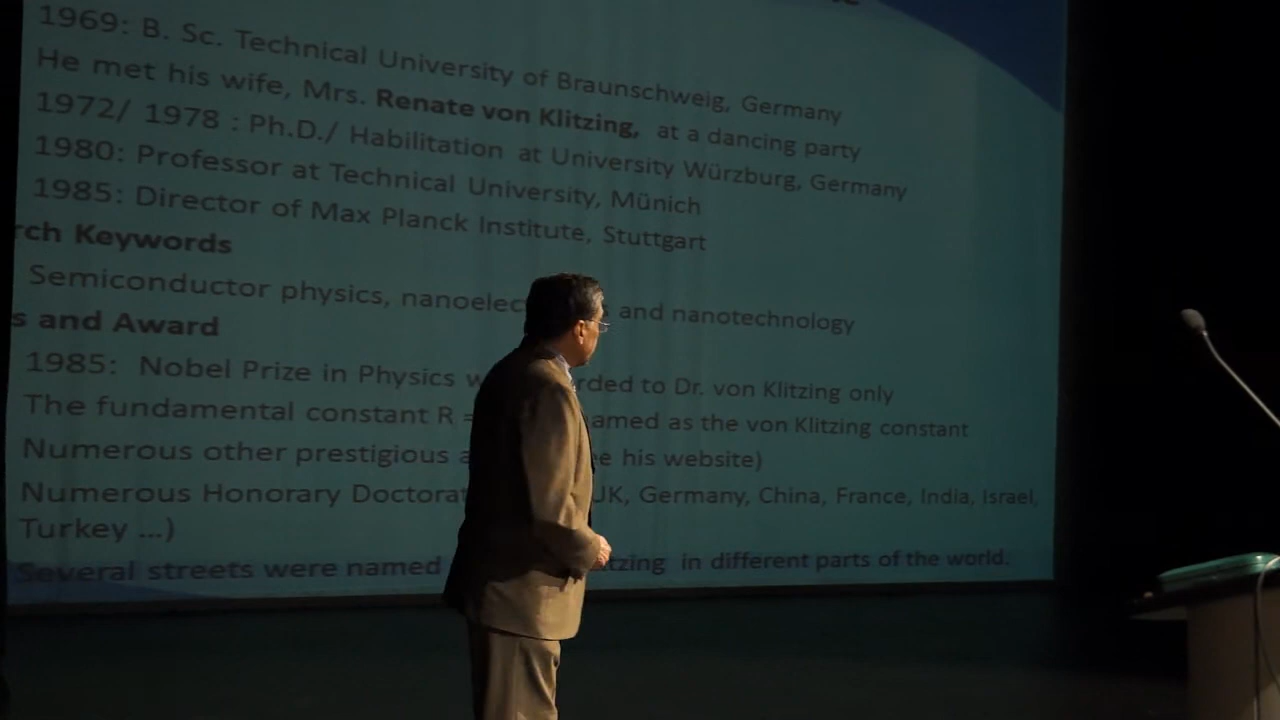 1969: B. Sc. Technical University of Braunschweig, Germany
He met his wife, Mrs. Renate von Klitzing, at a dancing party
1972/ 1978 : Ph.D./ Habilitation at University Würzburg, Germany
1980: Professor at Technical University, Münich
1985: Director of Max Planck Institute, Stuttgart
rch Keywords
Semiconductor physics, nanoelec and nanotechnology
s and Award
1985: Nobel Prize in Physics w rded to Dr. von Klitzing only
The fundamental constant R = amed as the von Klitzing constant
Numerous other prestigious a e his website)
Numerous Honorary Doctorat UK, Germany, China, France, India, Israel,
Turkey ...)
Several streets were named tzing in different parts of the world.